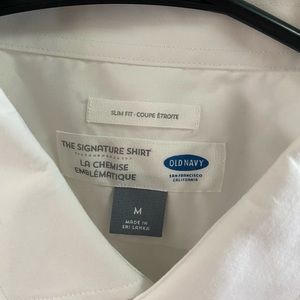 SLIM FIT · COUPE ÉTROITE
THE SIGNATURE SHIRT
LA CHEMISE
EMBLÉMATIQUE
OLD NAVY
SAN FRANCISCO
CALIFORNIA
M
MADE IN
SRI LANKA